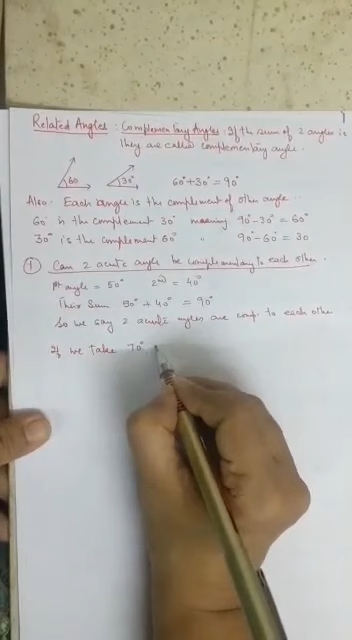 Related Angles : Complementary Angles. If the sum of 2 angles is
they are called complementary angle.
60° 30° 60°+30° = 90°
Also. Each angle is the complement of other angle.
60° is the complement 30° meaning 90°-30° = 60°
30° is the complement 60° " 90°-60° = 30
① Can 2 acute angle be complementary to each other.
1st angle = 50° 2nd = 40°
Their Sum 50° + 40° = 90°
So we say 2 acute angles are comp. to each other
If we take 70°